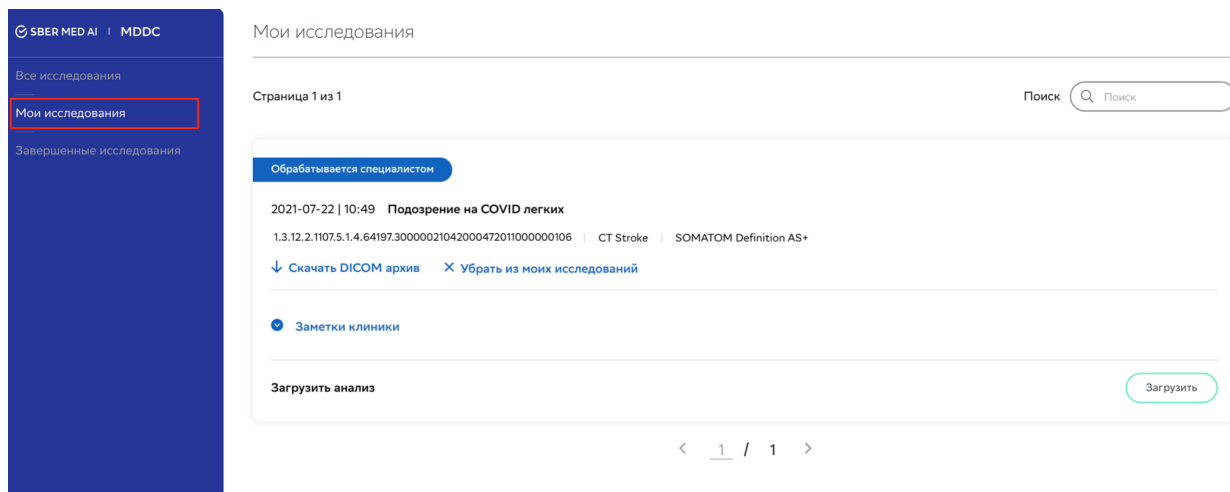 SBER MED AI | MDDC
Все исследования
Мои исследования
Завершенные исследования
Мои исследования
Страница 1 из 1
Поиск Поиск
Обрабатывается специалистом
2021-07-22 | 10:49 Подозрение на COVID легких
1.3.12.2.1107.5.1.4.64197.30000021042000472011000000106 | CT Stroke | SOMATOM Definition AS+
Скачать DICOM архив Убрать из моих исследований
Заметки клиники
Загрузить анализ Загрузить
< 1 / 1 >